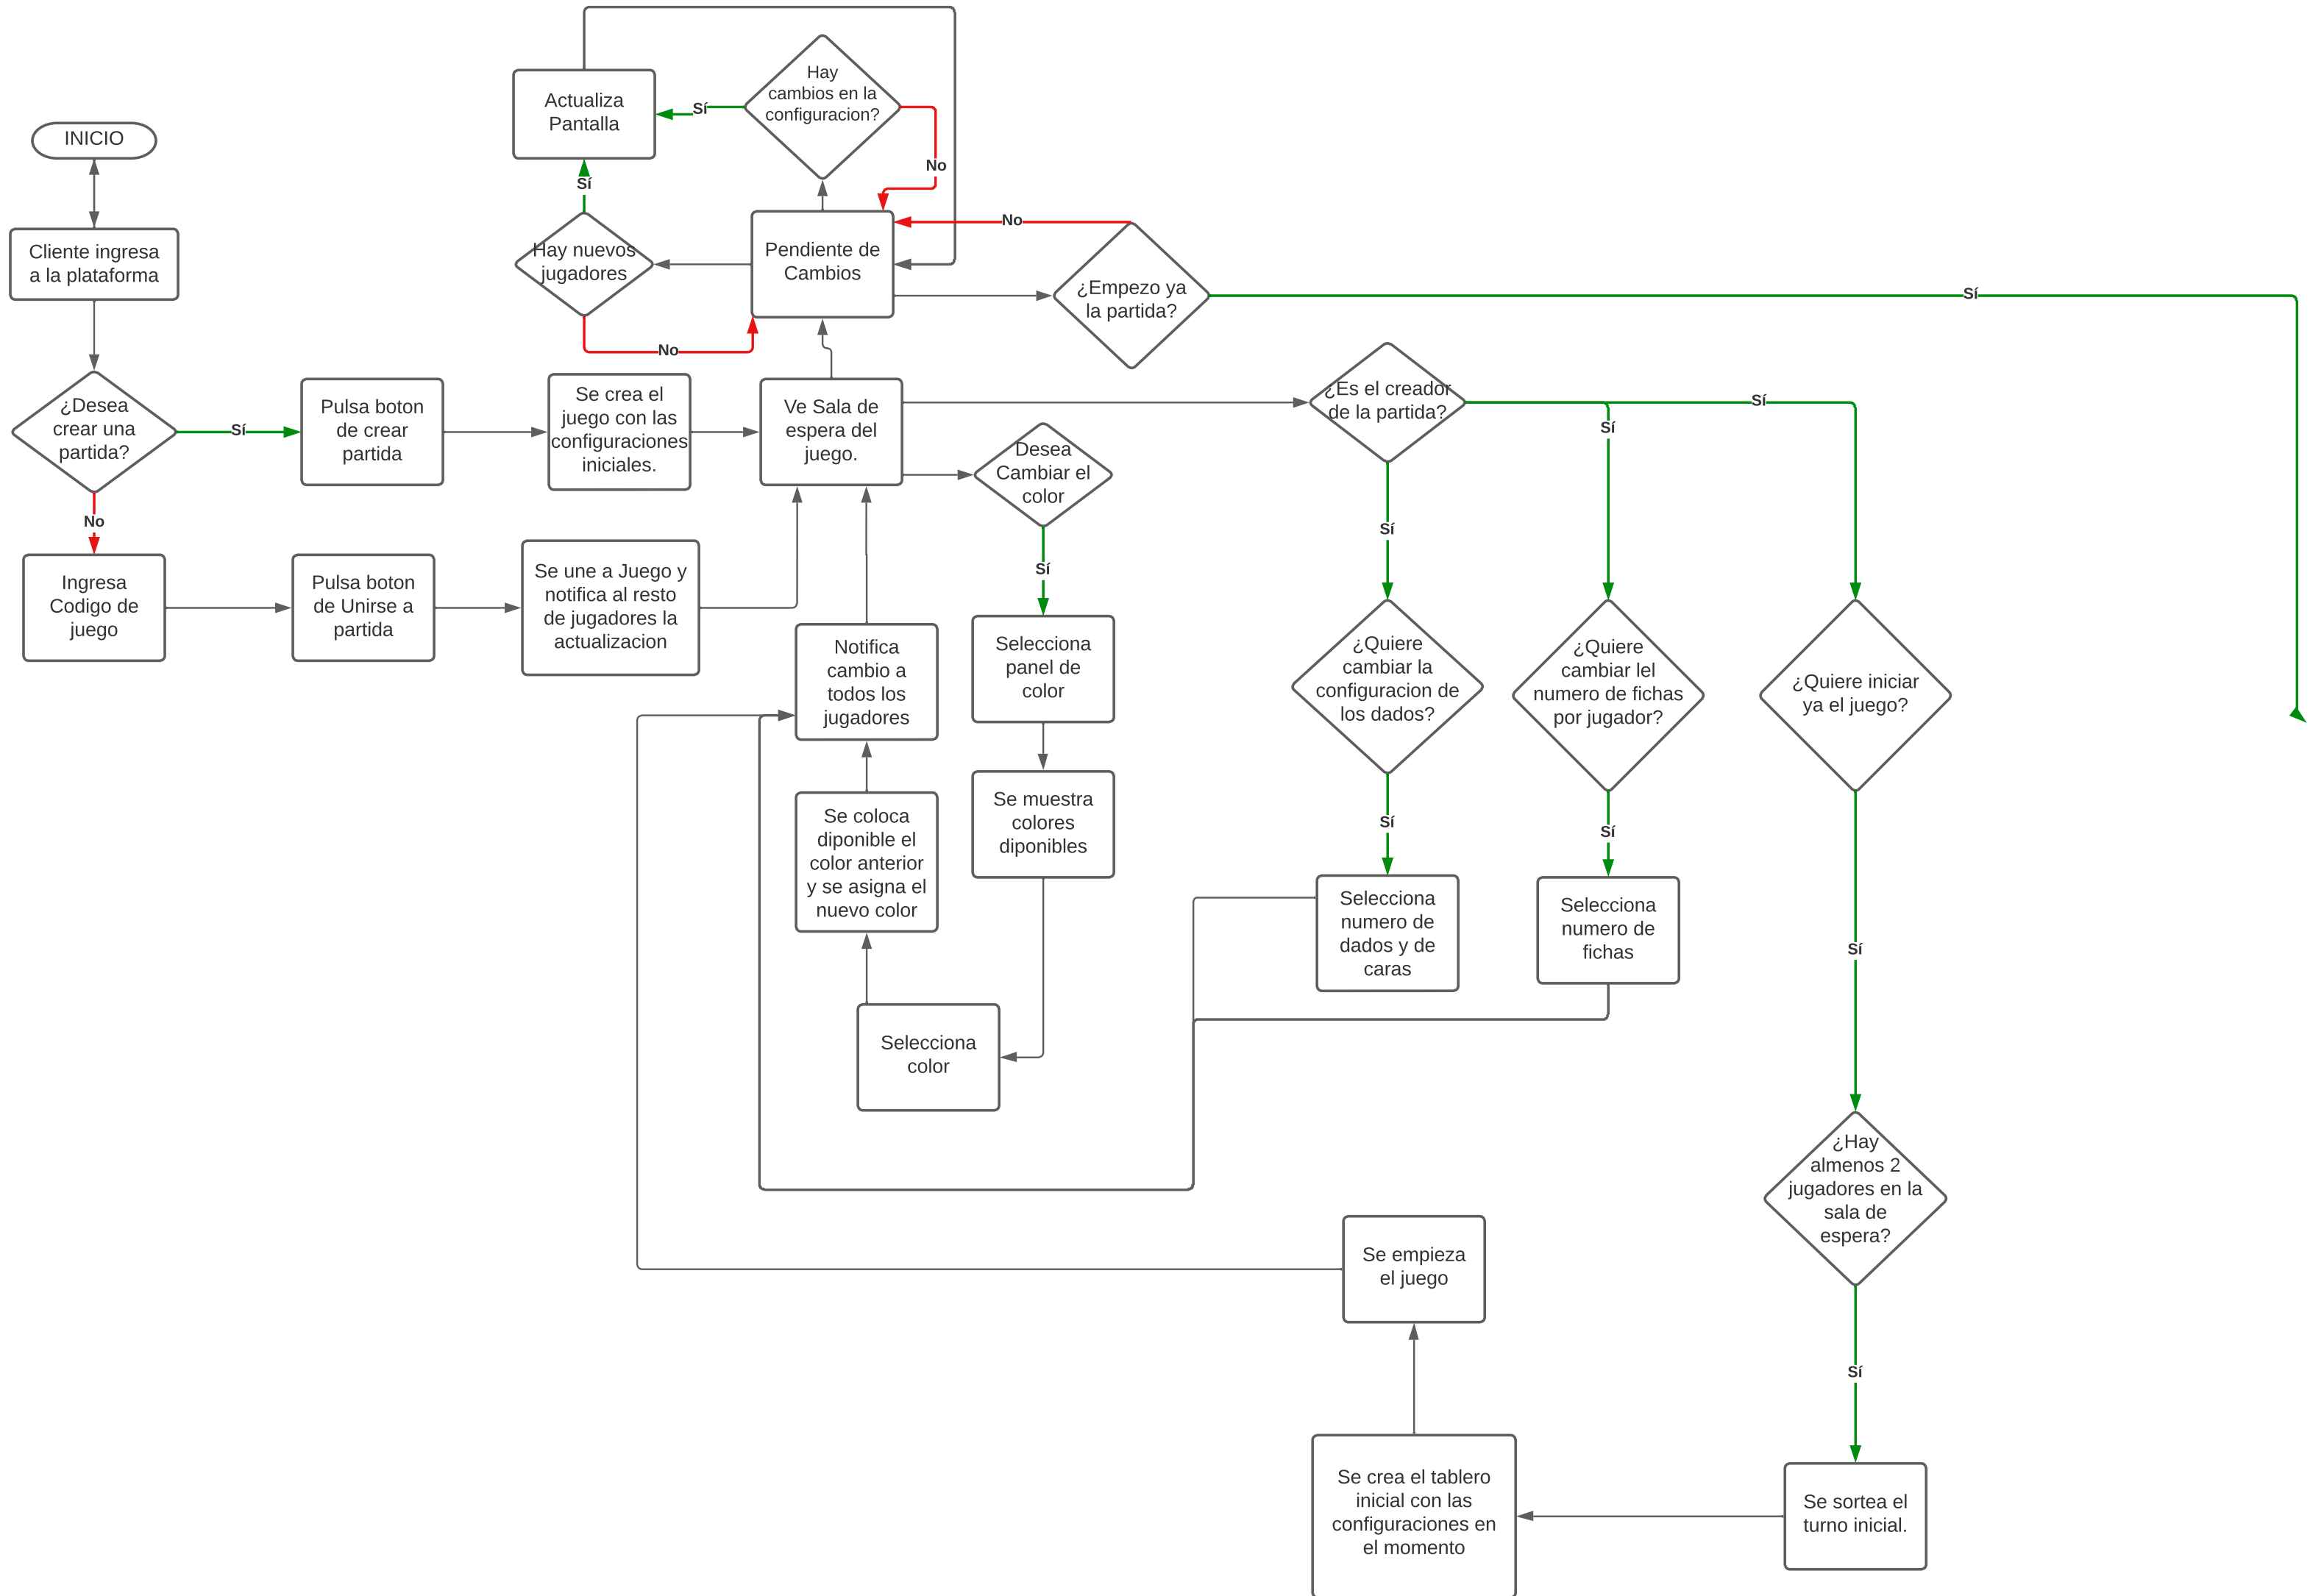 INICIO
Cliente ingresa
a la plataforma
¿Desea
crear una
partida?
Sí
No
Pulsa boton
de crear
partida
Se crea el
juego con las
configuraciones
iniciales.
Ingresa
Codigo de
juego
Pulsa boton
de Unirse a
partida
Se une a Juego y
notifica al resto
de jugadores la
actualizacion
Actualiza
Pantalla
Sí
Hay
cambios en la
configuracion?
No
Sí
Hay nuevos
jugadores
No
Pendiente de
Cambios
No
¿Empezo ya
la partida?
Sí
Ve Sala de
espera del
juego.
Desea
Cambiar el
color
Sí
Selecciona
panel de
color
Se muestra
colores
diponibles
Selecciona
color
Se coloca
diponible el
color anterior
y se asigna el
nuevo color
Notifica
cambio a
todos los
jugadores
¿Es el creador
de la partida?
Sí
Sí
Sí
¿Quiere
cambiar la
configuracion de
los dados?
Sí
Selecciona
numero de
dados y de
caras
¿Quiere
cambiar lel
numero de fichas
por jugador?
Sí
Selecciona
numero de
fichas
¿Quiere iniciar
ya el juego?
Sí
¿Hay
almenos 2
jugadores en la
sala de
espera?
Sí
Se sortea el
turno inicial.
Se crea el tablero
inicial con las
configuraciones en
el momento
Se empieza
el juego